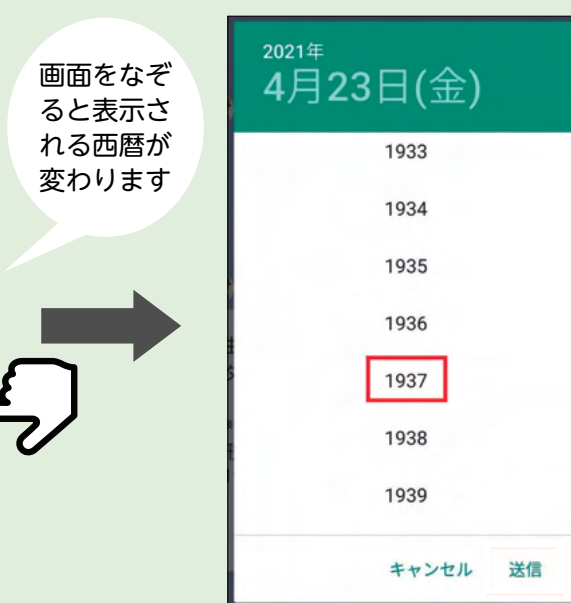 画面をなぞ
ると表示さ
れる西暦が
変わります
2021年
4月23日(金)
1933
1934
1935
1936
1937
1938
1939
キャンセル 送信